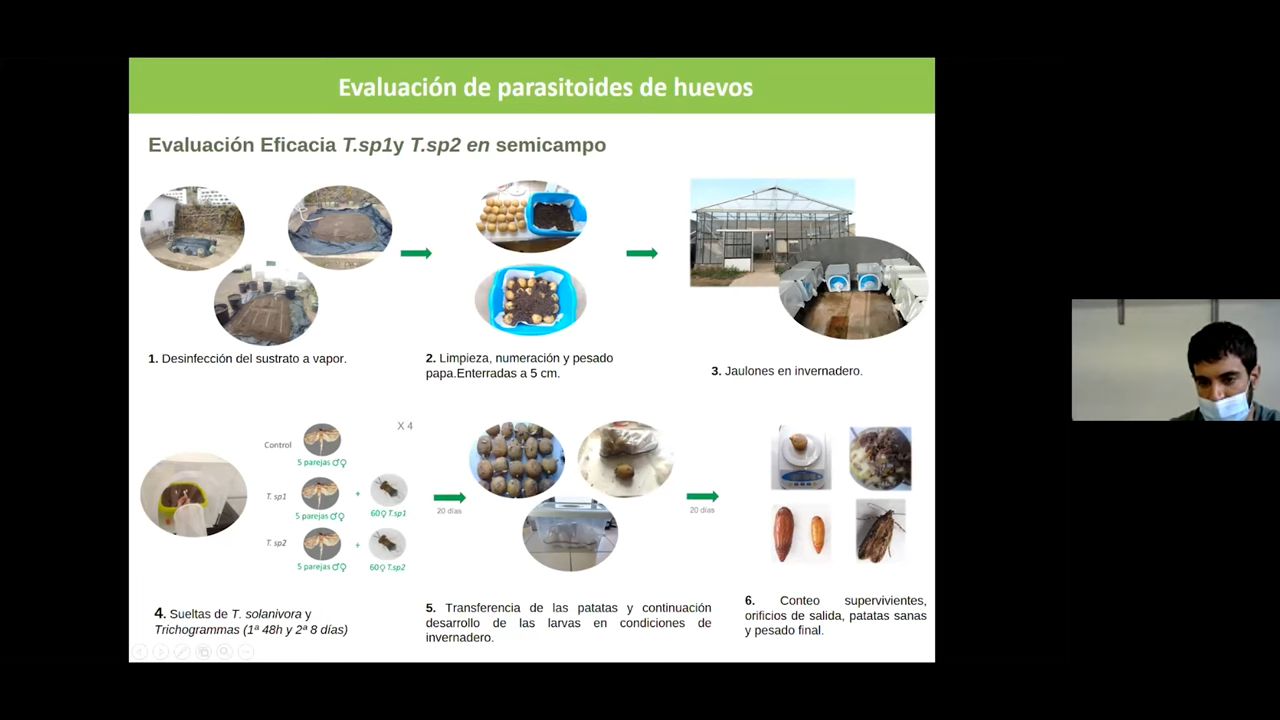 Evaluación de parasitoides de huevos
Evaluación Eficacia T.sp1y T.sp2 en semicampo
1. Desinfección del sustrato a vapor.
2. Limpieza, numeración y pesado
papa.Enterradas a 5 cm.
3. Jaulones en invernadero.
X 4
Control
5 parejas ♂♀
T. sp1
+
5 parejas ♂♀
60♀ T.sp1
T. sp2
+
5 parejas ♂♀
60♀ T.sp2
20 días
20 días
4. Sueltas de T. solanivora y
Trichogrammas (1ª 48h y 2ª 8 días)
5. Transferencia de las patatas y continuación
desarrollo de las larvas en condiciones de
invernadero.
6. Conteo supervivientes,
orificios de salida, patatas sanas
y pesado final.